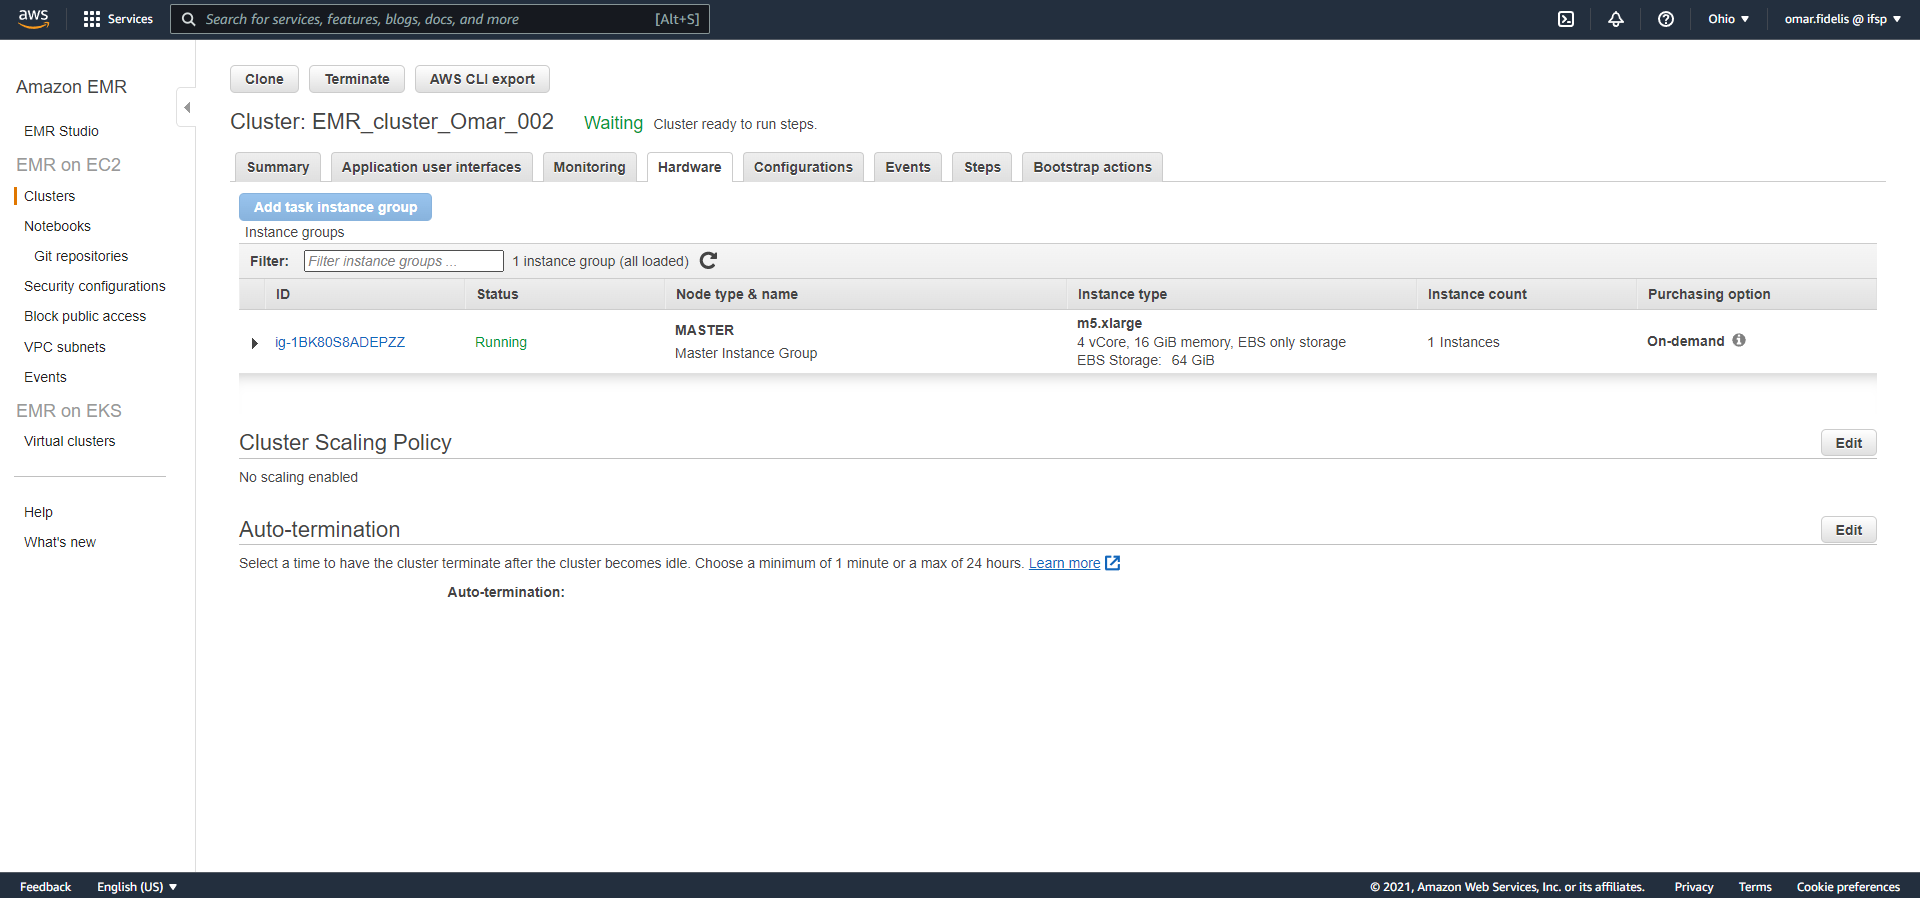 aws Services Search for services, features, blogs, docs, and more [Alt+S] Ohio omar.fidelis @ ifsp
Amazon EMR
EMR Studio
EMR on EC2
Clusters
Notebooks
Git repositories
Security configurations
Block public access
VPC subnets
Events
EMR on EKS
Virtual clusters
Help
What's new
Clone Terminate AWS CLI export
Cluster: EMR_cluster_Omar_002 Waiting Cluster ready to run steps.
Summary Application user interfaces Monitoring Hardware Configurations Events Steps Bootstrap actions
Add task instance group
Instance groups
Filter: Filter instance groups ... 1 instance group (all loaded)
ID Status Node type & name Instance type Instance count Purchasing option
ig-1BK80S8ADEPZZ Running MASTER m5.xlarge 1 Instances On-demand
Master Instance Group 4 vCore, 16 GiB memory, EBS only storage
EBS Storage: 64 GiB
Cluster Scaling Policy Edit
No scaling enabled
Auto-termination Edit
Select a time to have the cluster terminate after the cluster becomes idle. Choose a minimum of 1 minute or a max of 24 hours. Learn more
Auto-termination:
Feedback English (US) © 2021, Amazon Web Services, Inc. or its affiliates. Privacy Terms Cookie preferences